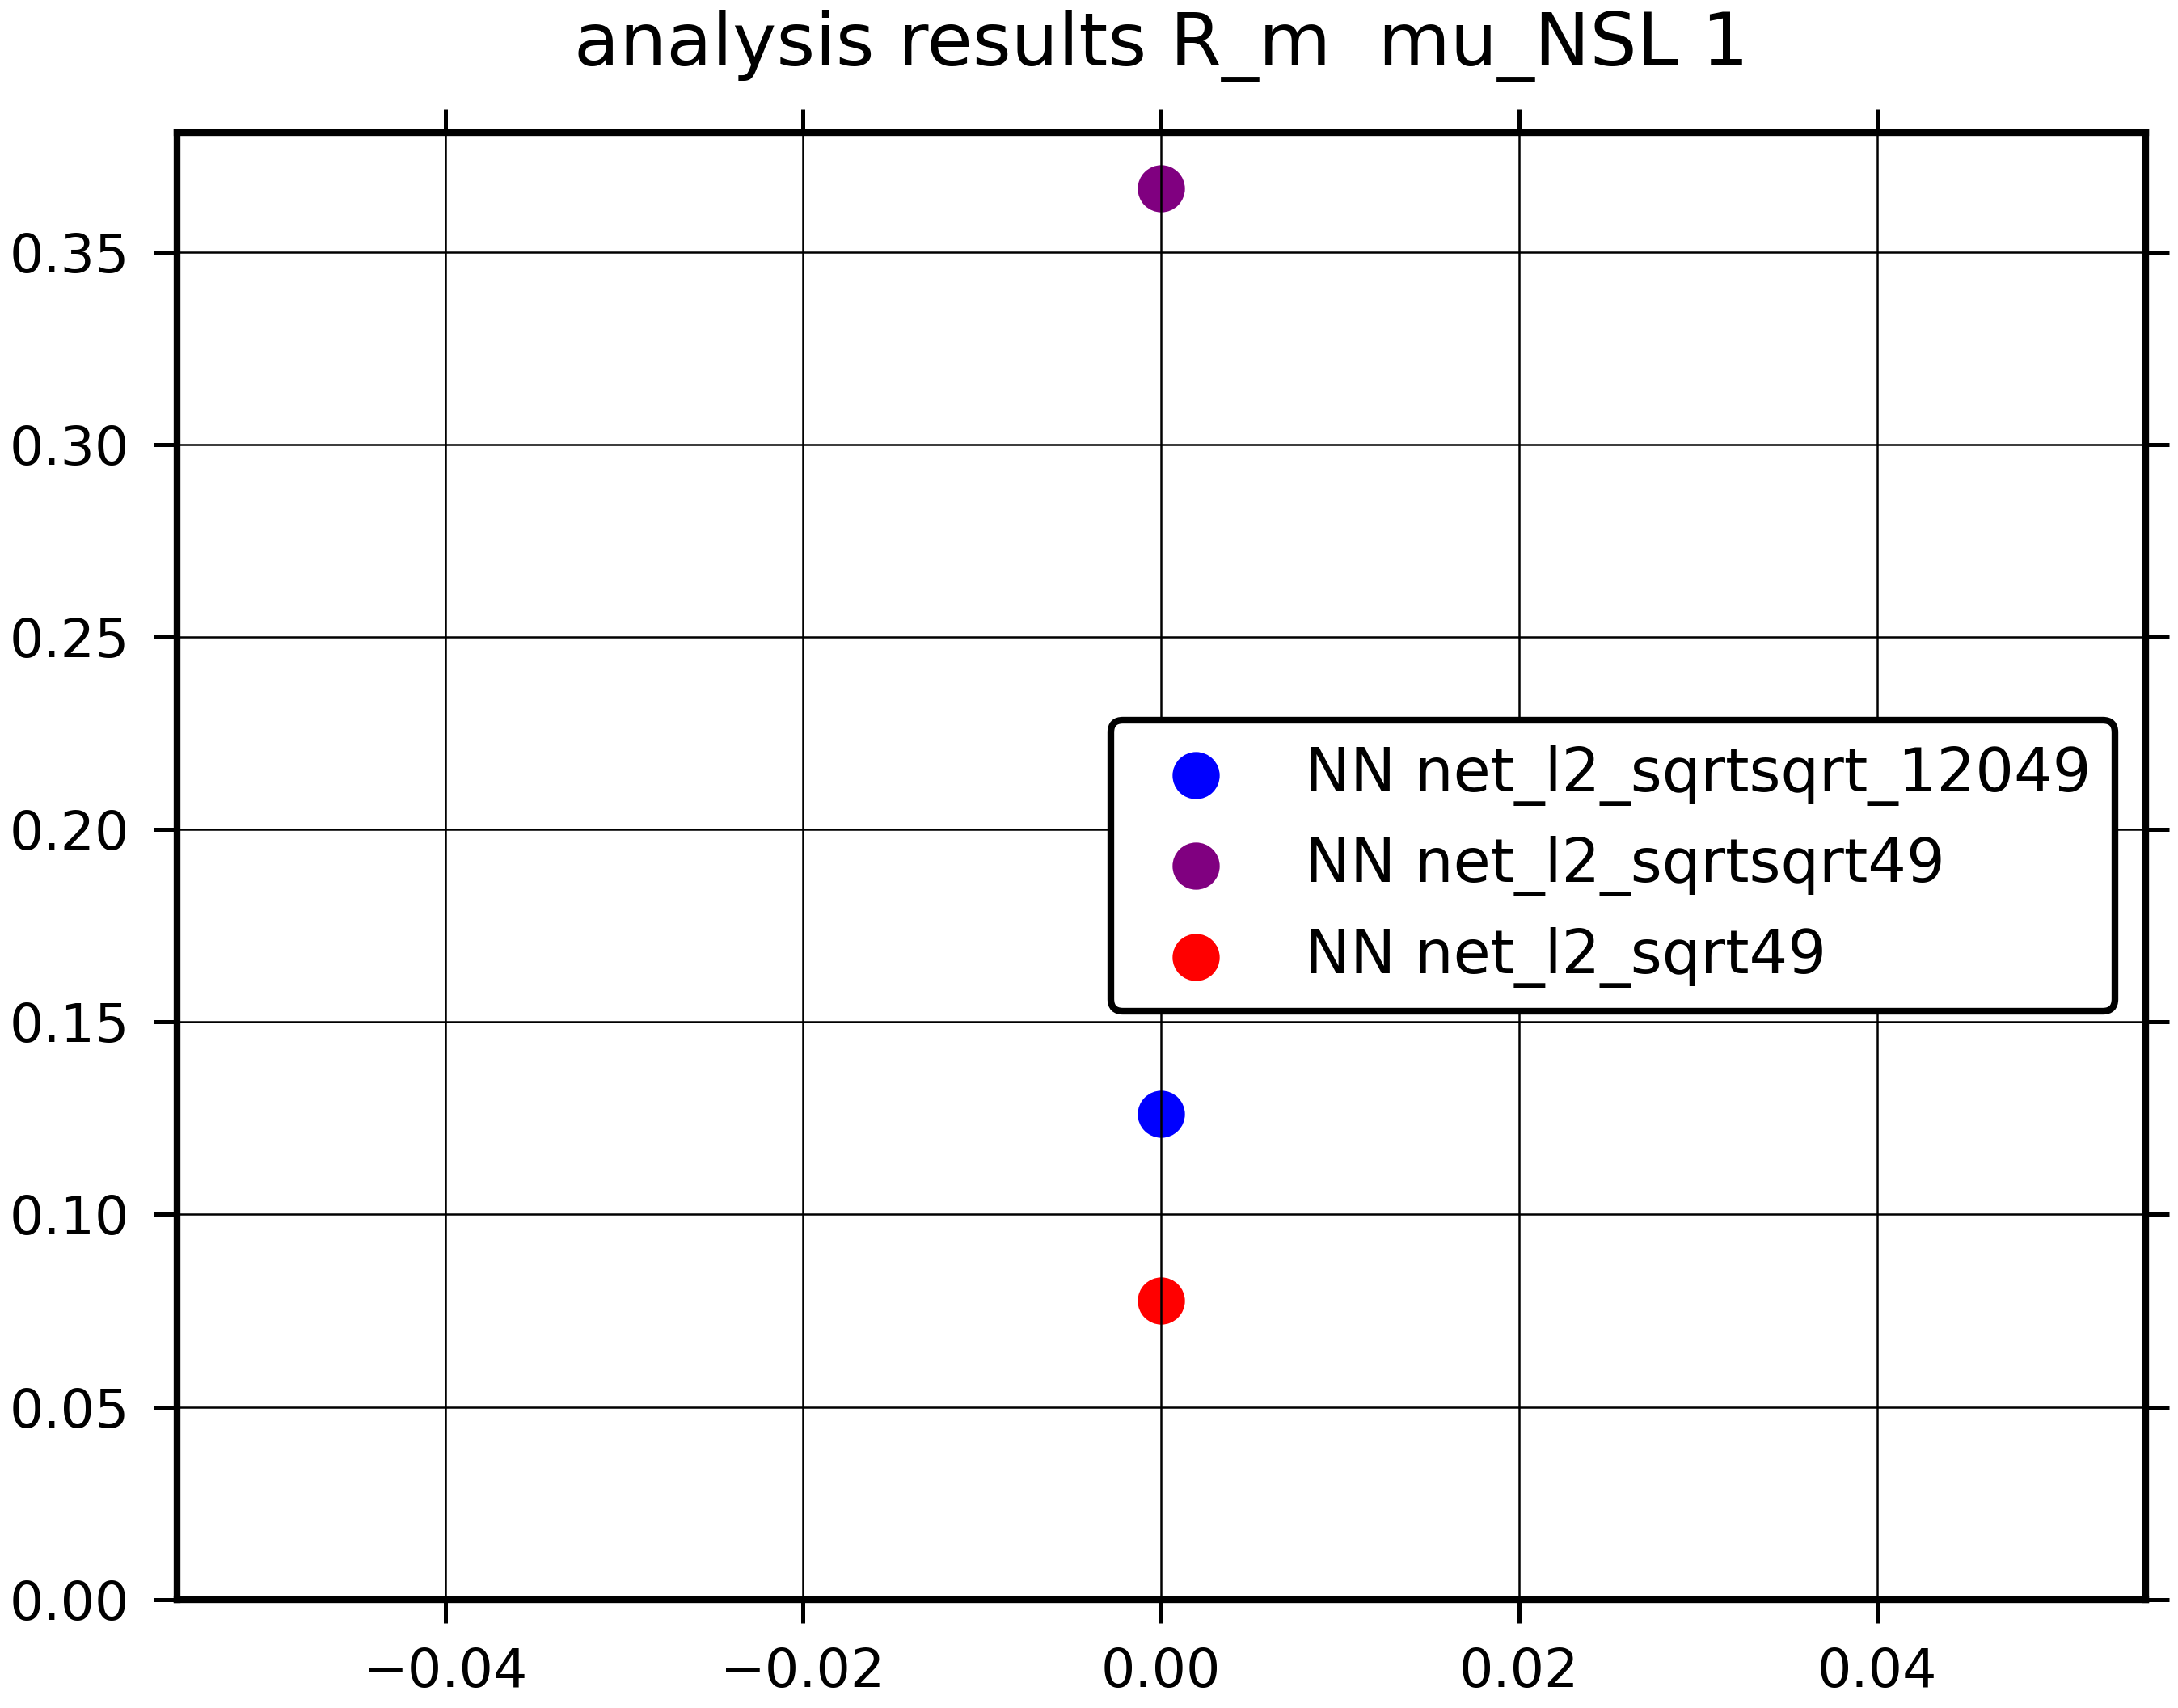 analysis results R_m  mu_NSL 1
0.35
0.30
0.25
0.20
0.15
0.10
0.05
0.00
NN net_l2_sqrtsqrt_12049
NN net_l2_sqrtsqrt49
NN net_l2_sqrt49
−0.04 −0.02 0.00 0.02 0.04